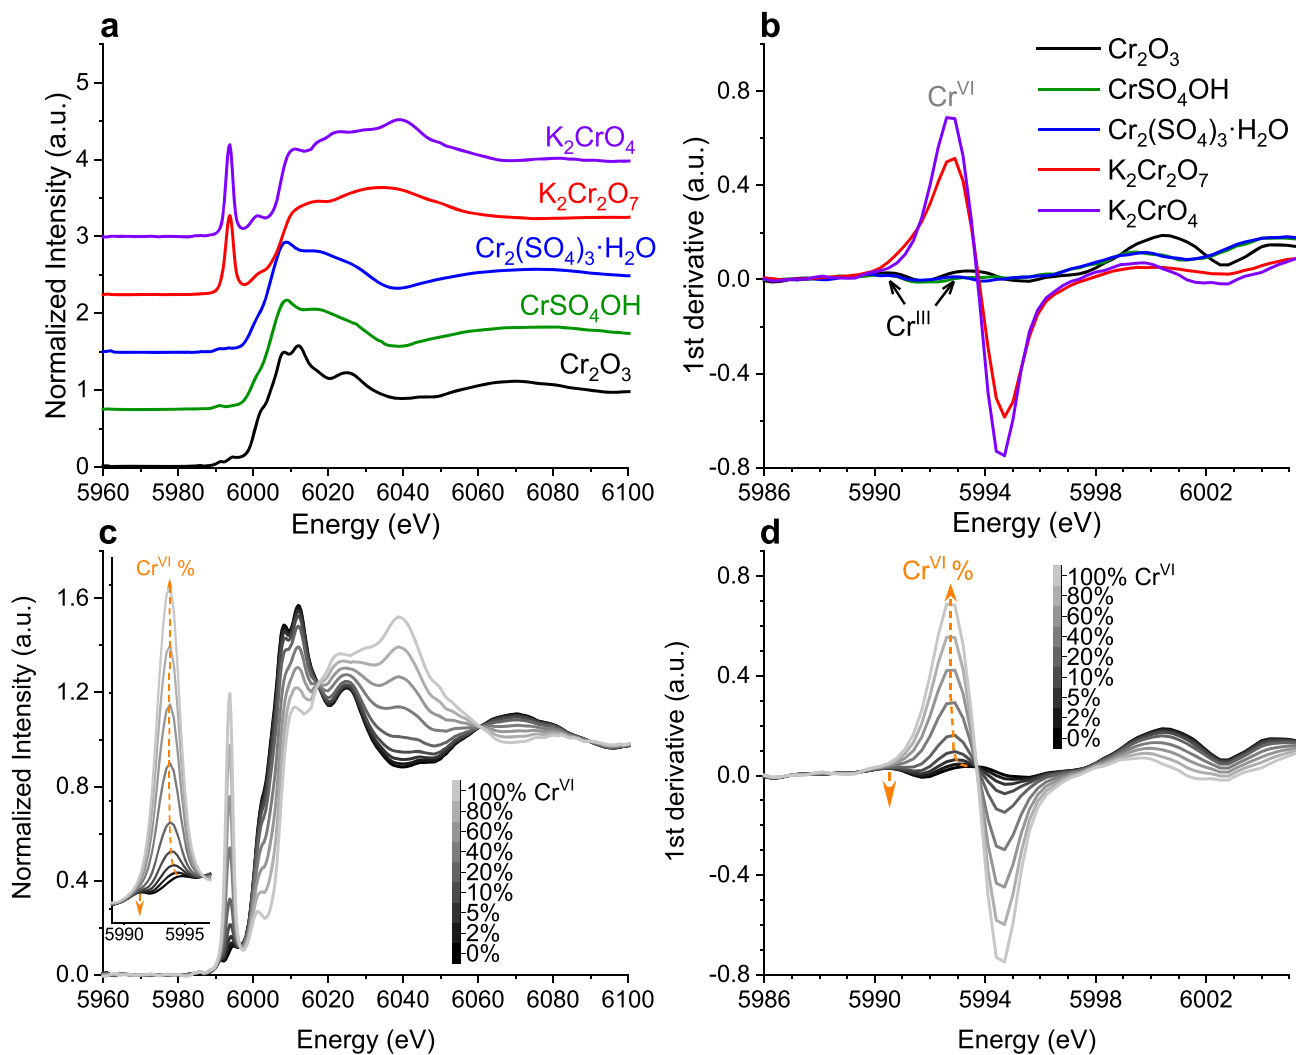 a
Normalized Intensity (a.u.)
5
4
3
2
1
0
K2CrO4
K2Cr2O7
Cr2(SO4)3·H2O
CrSO4OH
Cr2O3
5960 5980 6000 6020 6040 6060 6080 6100
Energy (eV)
b
1st derivative (a.u.)
0.8
0.4
0.0
-0.4
-0.8
CrVI
CrIII
Cr2O3
CrSO4OH
Cr2(SO4)3·H2O
K2Cr2O7
K2CrO4
5986 5990 5994 5998 6002
Energy (eV)
c
Normalized Intensity (a.u.)
1.6
1.2
0.8
0.4
0.0
CrVI %
5990 5995
100% CrVI
80%
60%
40%
20%
10%
5%
2%
0%
5960 5980 6000 6020 6040 6060 6080 6100
Energy (eV)
d
1st derivative (a.u.)
0.8
0.4
0.0
-0.4
-0.8
CrVI %
100% CrVI
80%
60%
40%
20%
10%
5%
2%
0%
5986 5990 5994 5998 6002
Energy (eV)